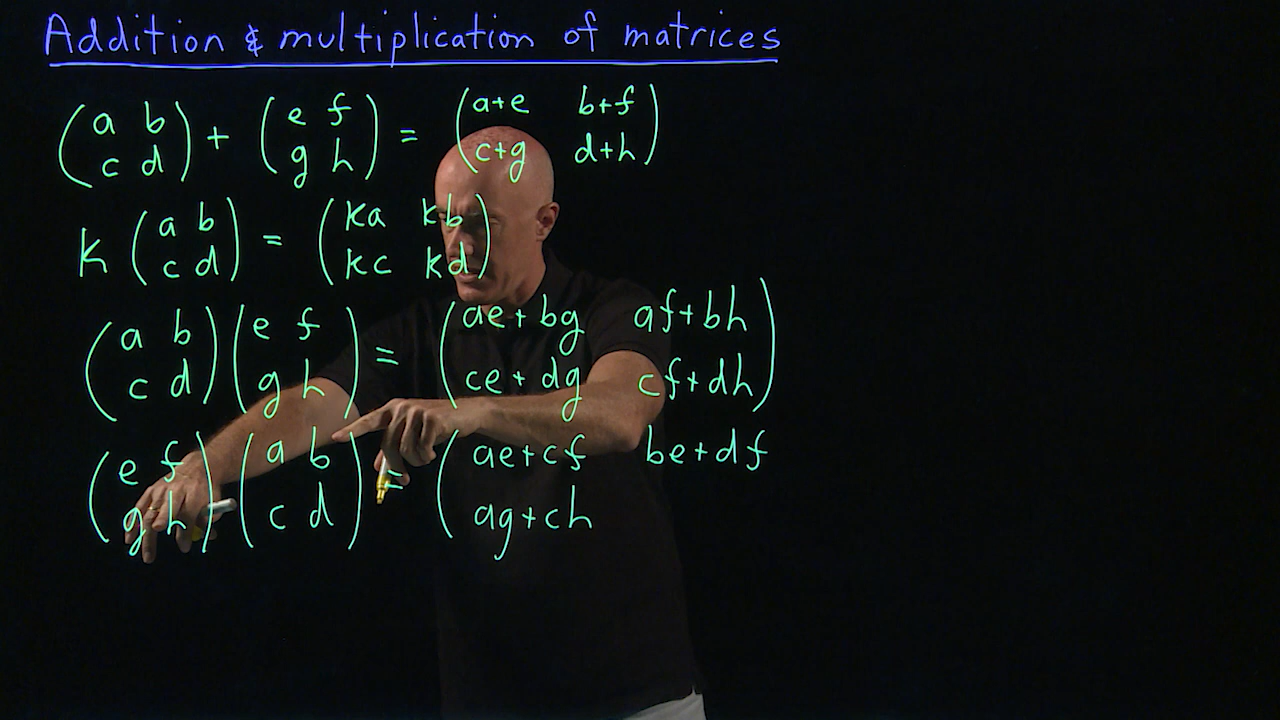 Addition & multiplication of matrices
(a b) + (e f) = (a+e b+f)
(c d) (g h) (c+g d+h)
k (a b) = (ka kb)
(c d) (kc kd)
(a b)(e f) = (ae+bg af+bh)
(c d)(g h) (ce+dg cf+dh)
(e f)(a b) = (ae+cf be+df
(g h)(c d) (ag+ch